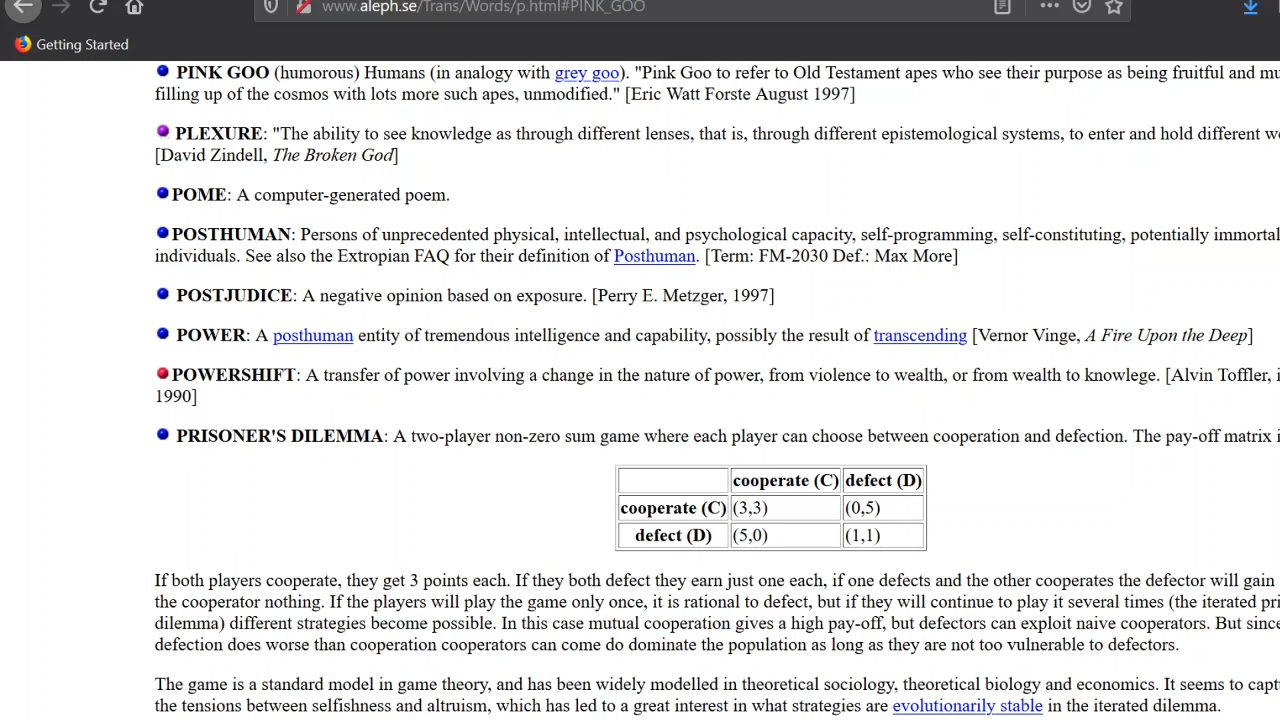 www.aleph.se/Trans/Words/p.html#PINK_GOO
Getting Started
PINK GOO (humorous) Humans (in analogy with grey goo). "Pink Goo to refer to Old Testament apes who see their purpose as being fruitful and mu
filling up of the cosmos with lots more such apes, unmodified." [Eric Watt Forste August 1997]
PLEXURE: "The ability to see knowledge as through different lenses, that is, through different epistemological systems, to enter and hold different wo
[David Zindell, The Broken God]
POME: A computer-generated poem.
POSTHUMAN: Persons of unprecedented physical, intellectual, and psychological capacity, self-programming, self-constituting, potentially immortal
individuals. See also the Extropian FAQ for their definition of Posthuman. [Term: FM-2030 Def.: Max More]
POSTJUDICE: A negative opinion based on exposure. [Perry E. Metzger, 1997]
POWER: A posthuman entity of tremendous intelligence and capability, possibly the result of transcending [Vernor Vinge, A Fire Upon the Deep]
POWERSHIFT: A transfer of power involving a change in the nature of power, from violence to wealth, or from wealth to knowlege. [Alvin Toffler, i
1990]
PRISONER'S DILEMMA: A two-player non-zero sum game where each player can choose between cooperation and defection. The pay-off matrix i
cooperate (C) defect (D)
cooperate (C) (3,3) (0,5)
defect (D) (5,0) (1,1)
If both players cooperate, they get 3 points each. If they both defect they earn just one each, if one defects and the other cooperates the defector will gain
the cooperator nothing. If the players will play the game only once, it is rational to defect, but if they will continue to play it several times (the iterated pri
dilemma) different strategies become possible. In this case mutual cooperation gives a high pay-off, but defectors can exploit naive cooperators. But since
defection does worse than cooperation cooperators can come do dominate the population as long as they are not too vulnerable to defectors.
The game is a standard model in game theory, and has been widely modelled in theoretical sociology, theoretical biology and economics. It seems to captu
the tensions between selfishness and altruism, which has led to a great interest in what strategies are evolutionarily stable in the iterated dilemma.